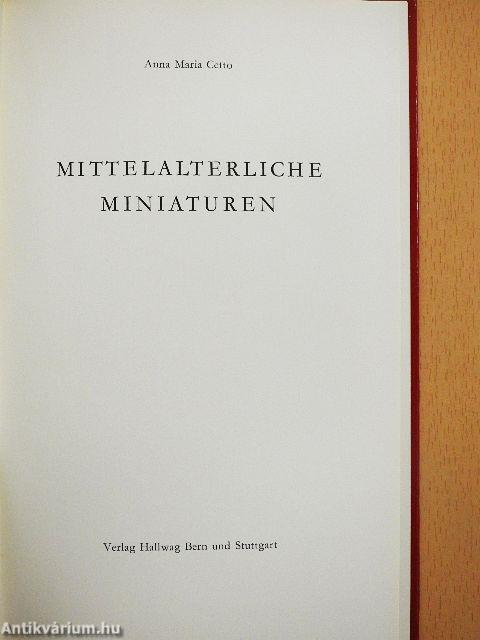 Anna Maria Cetto
MITTELALTERLICHE
MINIATUREN
Verlag Hallwag Bern und Stuttgart
Antikvárium.hu